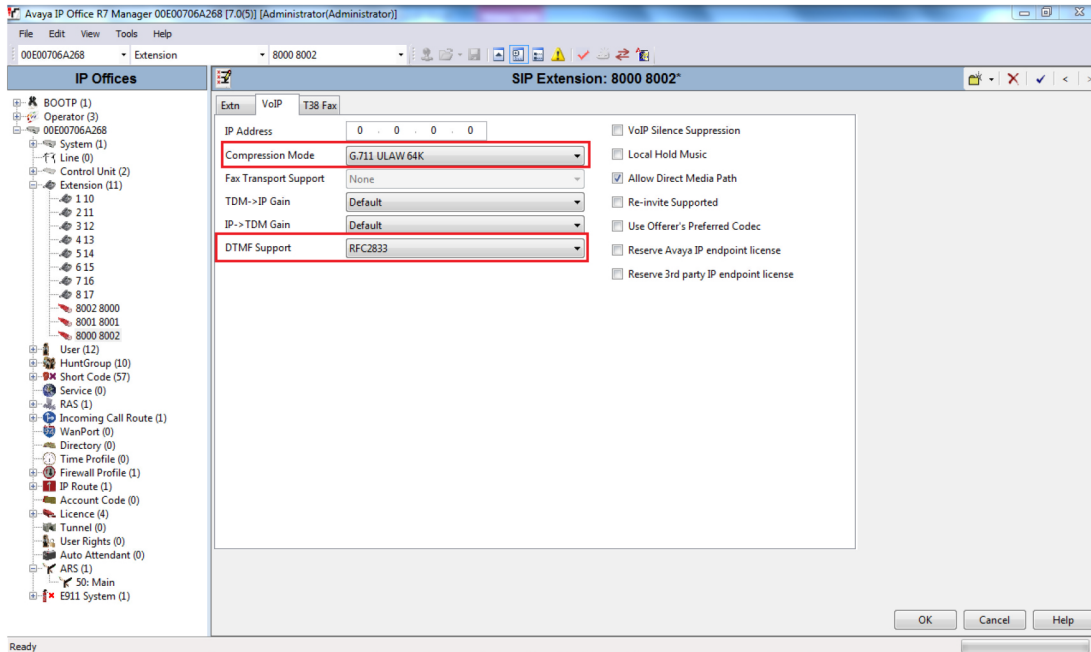 Avaya IP Office R7 Manager 00E00706A268 [7.0(5)] [Administrator(Administrator)]
File Edit View Tools Help
00E00706A268 Extension 8000 8002
IP Offices
BOOTP (1)
Operator (3)
00E00706A268
System (1)
Line (0)
Control Unit (2)
Extension (11)
1 10
2 11
3 12
4 13
5 14
6 15
7 16
8 17
8002 8000
8001 8001
8000 8002
User (12)
HuntGroup (10)
Short Code (57)
Service (0)
RAS (1)
Incoming Call Route (1)
WanPort (0)
Directory (0)
Time Profile (0)
Firewall Profile (1)
IP Route (1)
Account Code (0)
Licence (4)
Tunnel (0)
User Rights (0)
Auto Attendant (0)
ARS (1)
50: Main
E911 System (1)
SIP Extension: 8000 8002*
Extn VoIP T38 Fax
IP Address 0 . 0 . 0 . 0
Compression Mode G.711 ULAW 64K
Fax Transport Support None
TDM->IP Gain Default
IP->TDM Gain Default
DTMF Support RFC2833
VoIP Silence Suppression
Local Hold Music
Allow Direct Media Path
Re-invite Supported
Use Offerer's Preferred Codec
Reserve Avaya IP endpoint license
Reserve 3rd party IP endpoint license
OK Cancel Help
Ready